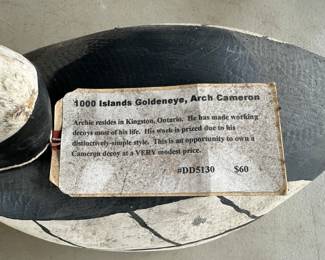 1000 Islands Goldeneye, Arch Cameron
Archie resides in Kingston, Ontario. He has made working
decoys most of his life. His work is prized due to his
distinctively-simple style. This is an opportunity to own a
Cameron decoy at a VERY modest price.
#DD5130 $60